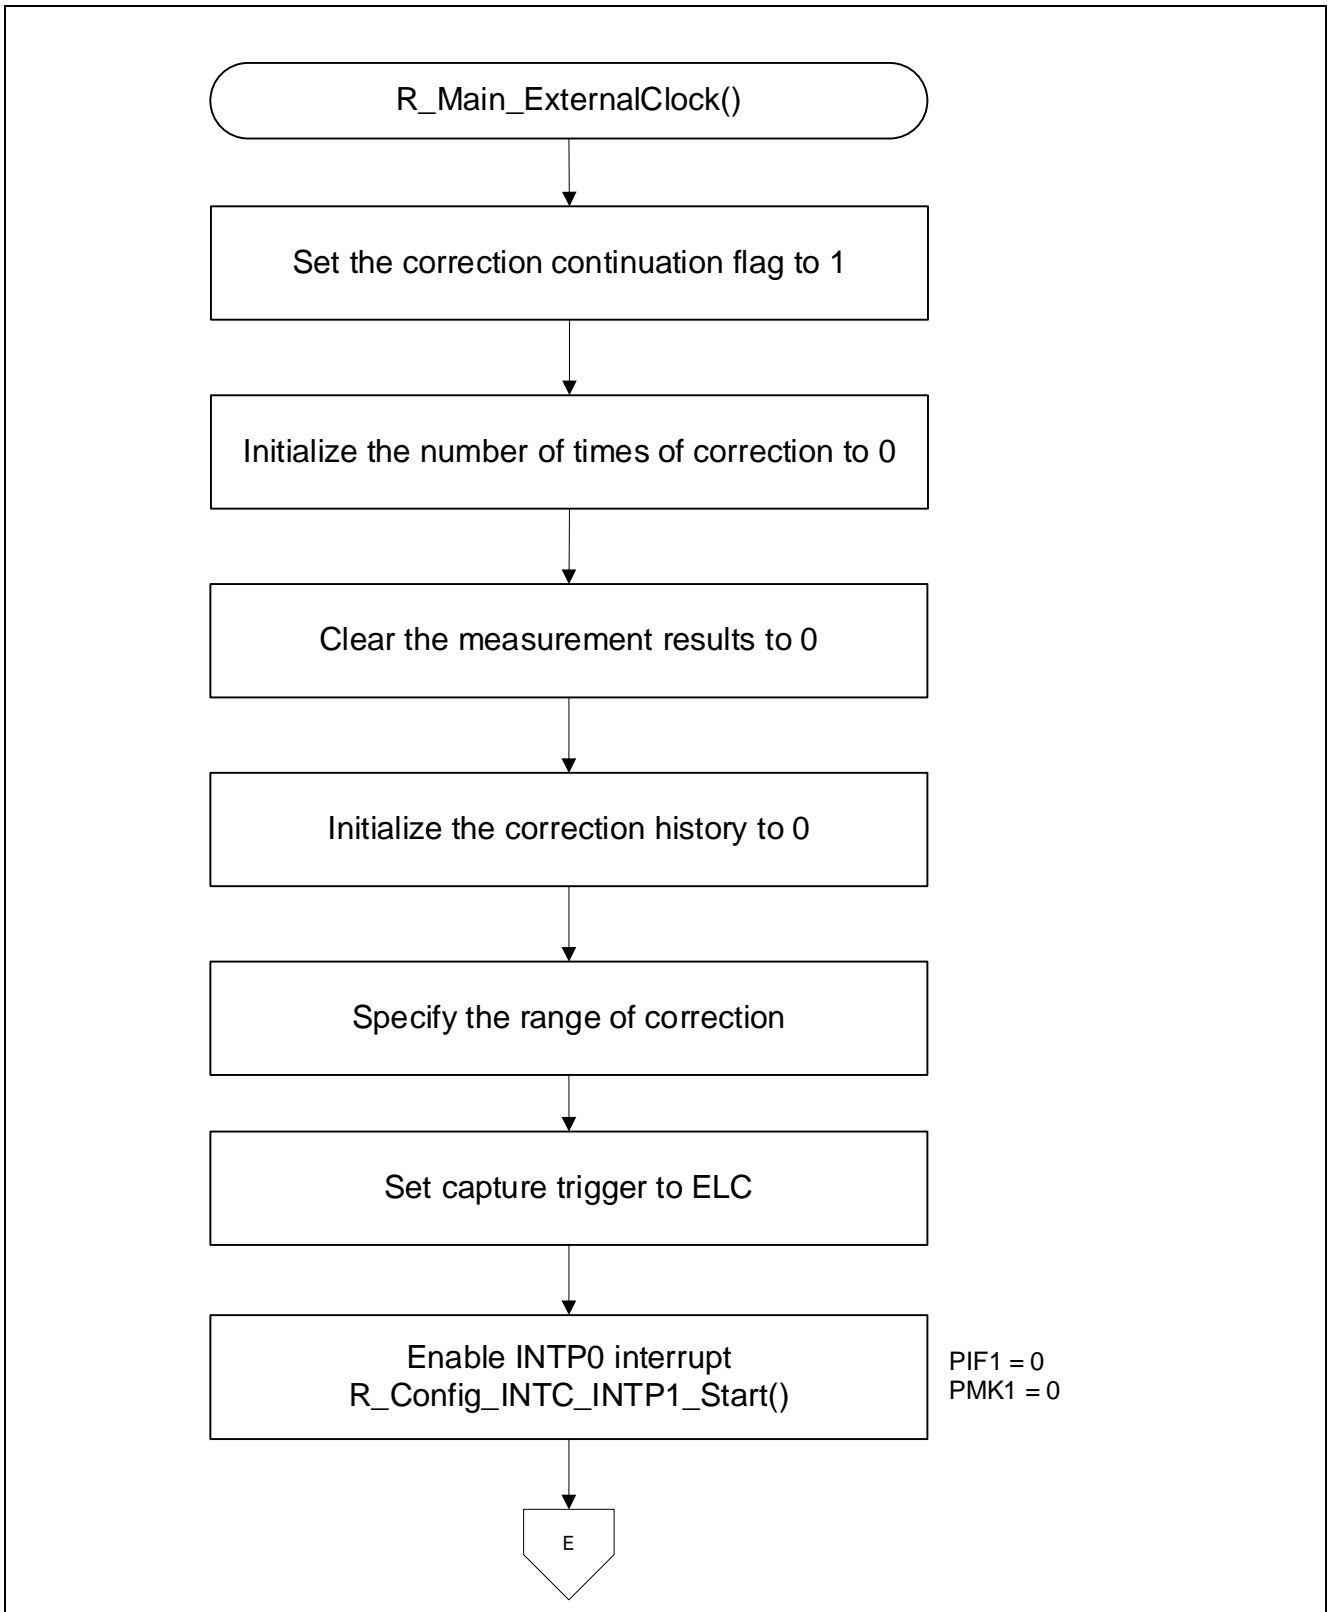 R_Main_ExternalClock()
Set the correction continuation flag to 1
Initialize the number of times of correction to 0
Clear the measurement results to 0
Initialize the correction history to 0
Specify the range of correction
Set capture trigger to ELC
Enable INTP0 interrupt
R_Config_INTC_INTP1_Start()
PIF1 = 0
PMK1 = 0
E